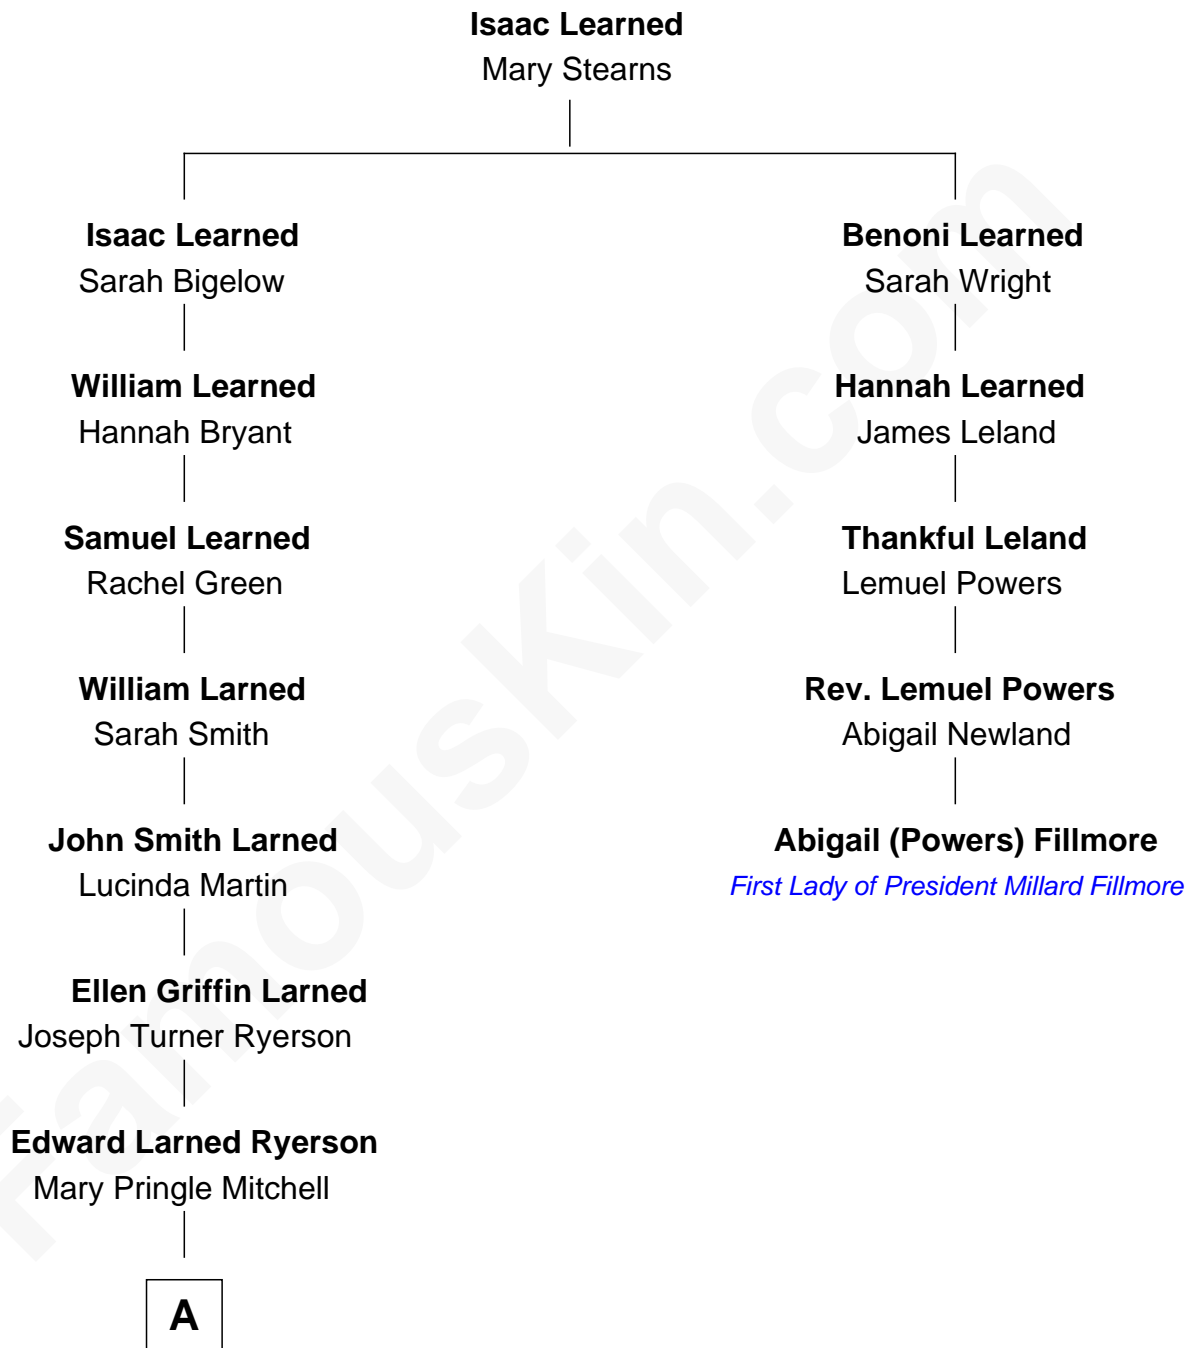 Isaac Learned
Mary Stearns
Isaac Learned
Sarah Bigelow
William Learned
Hannah Bryant
Samuel Learned
Rachel Green
William Larned
Sarah Smith
John Smith Larned
Lucinda Martin
Ellen Griffin Larned
Joseph Turner Ryerson
Edward Larned Ryerson
Mary Pringle Mitchell
A
Benoni Learned
Sarah Wright
Hannah Learned
James Leland
Thankful Leland
Lemuel Powers
Rev. Lemuel Powers
Abigail Newland
Abigail (Powers) Fillmore
First Lady of President Millard Fillmore
FamousKin.com